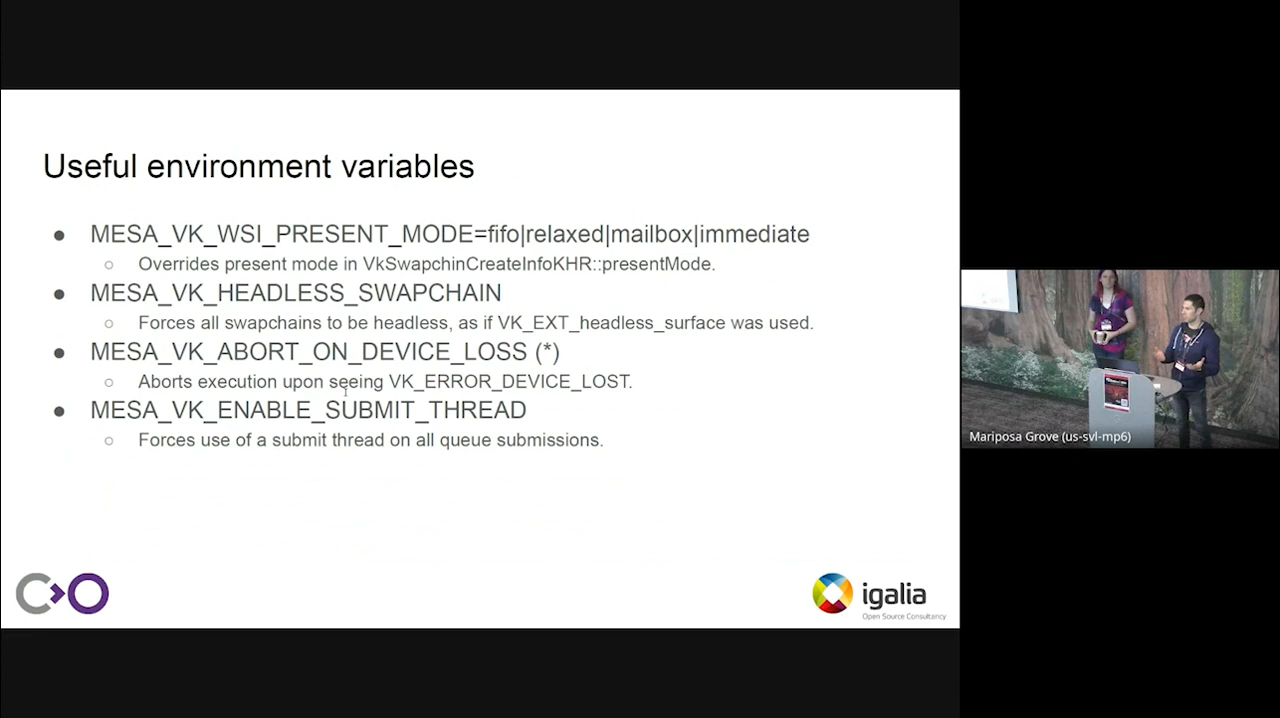 Useful environment variables
● MESA_VK_WSI_PRESENT_MODE=fifo|relaxed|mailbox|immediate
○ Overrides present mode in VkSwapchinCreateInfoKHR::presentMode.
● MESA_VK_HEADLESS_SWAPCHAIN
○ Forces all swapchains to be headless, as if VK_EXT_headless_surface was used.
● MESA_VK_ABORT_ON_DEVICE_LOSS (*)
○ Aborts execution upon seeing VK_ERROR_DEVICE_LOST.
● MESA_VK_ENABLE_SUBMIT_THREAD
○ Forces use of a submit thread on all queue submissions.
igalia
Open Source Consultancy
Mariposa Grove (us-svl-mp6)